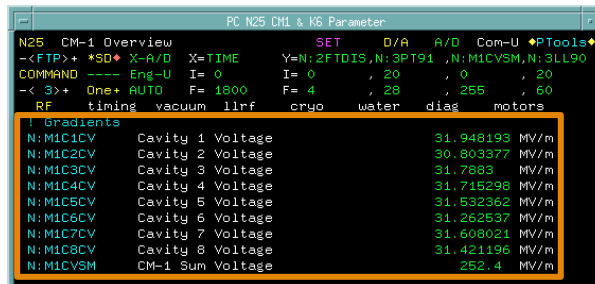 PC N25 CM1 & K6 Parameter
N25 CM-1 Overview SET D/A A/D Com-U ◆PTools◆
-<FTP>+ *SD◆ X-A/D X=TIME Y=N:2FTDIS,N:3PT91 ,N:M1CVSM,N:3LL90
COMMAND ---- Eng-U I= 0 I= 0 , 20 , 0 , 20
-< 3>+ One+ AUTO F= 1800 F= 4 , 28 , 255 , 60
RF timing vacuum llrf cryo water diag motors
! Gradients
N:M1C1CV Cavity 1 Voltage 31.948193 MV/m
N:M1C2CV Cavity 2 Voltage 30.803377 MV/m
N:M1C3CV Cavity 3 Voltage 31.7883 MV/m
N:M1C4CV Cavity 4 Voltage 31.715298 MV/m
N:M1C5CV Cavity 5 Voltage 31.532362 MV/m
N:M1C6CV Cavity 6 Voltage 31.262537 MV/m
N:M1C7CV Cavity 7 Voltage 31.608021 MV/m
N:M1C8CV Cavity 8 Voltage 31.421196 MV/m
N:M1CVSM CM-1 Sum Voltage 252.4 MV/m